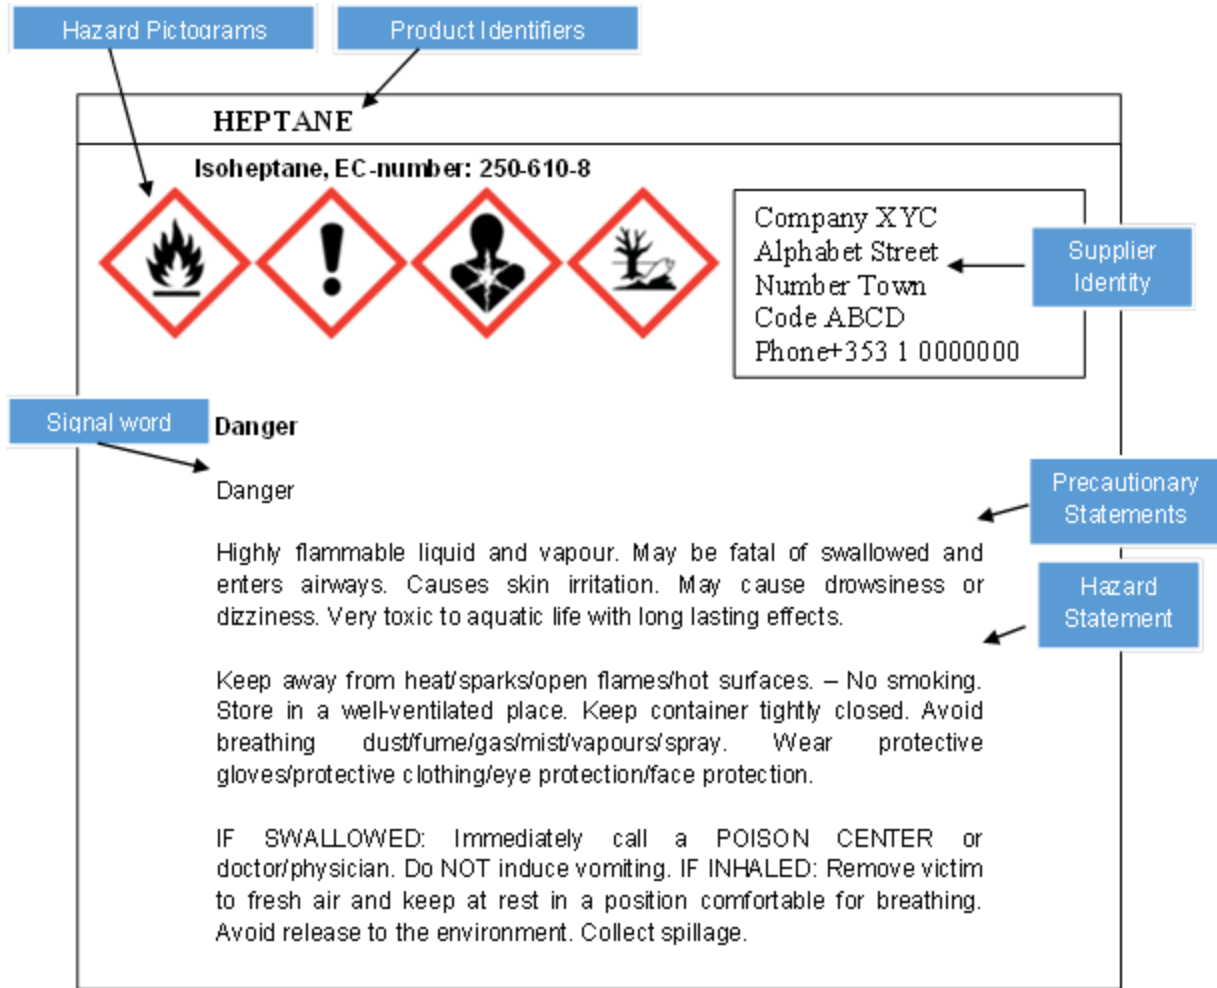 Hazard Pictograms
Product Identifiers
HEPTANE
Isoheptane, EC-number: 250-610-8
Company XYC
Alphabet Street
Number Town
Code ABCD
Phone+353 1 0000000
Supplier
Identity
Signal word
Danger
Danger
Precautionary
Statements
Highly flammable liquid and vapour. May be fatal of swallowed and
enters airways. Causes skin irritation. May cause drowsiness or
dizziness. Very toxic to aquatic life with long lasting effects.
Hazard
Statement
Keep away from heat/sparks/open flames/hot surfaces. – No smoking.
Store in a well-ventilated place. Keep container tightly closed. Avoid
breathing dust/fume/gas/mist/vapours/spray. Wear protective
gloves/protective clothing/eye protection/face protection.
IF SWALLOWED: Immediately call a POISON CENTER or
doctor/physician. Do NOT induce vomiting. IF INHALED: Remove victim
to fresh air and keep at rest in a position comfortable for breathing.
Avoid release to the environment. Collect spillage.